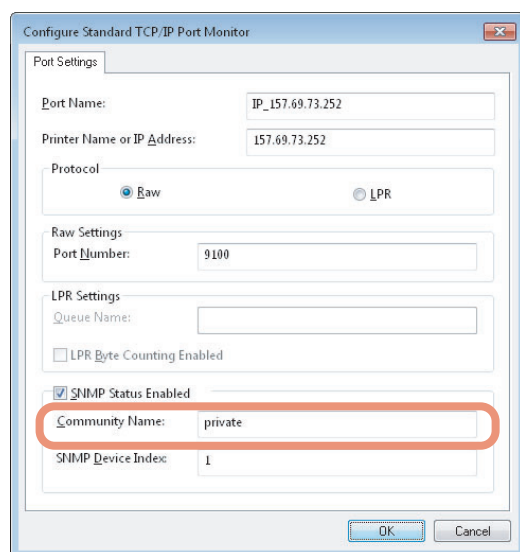 Configure Standard TCP/IP Port Monitor
Port Settings
Port Name: IP_157.69.73.252
Printer Name or IP Address: 157.69.73.252
Protocol
Raw LPR
Raw Settings
Port Number: 9100
LPR Settings
Queue Name:
LPR Byte Counting Enabled
SNMP Status Enabled
Community Name: private
SNMP Device Index: 1
OK Cancel